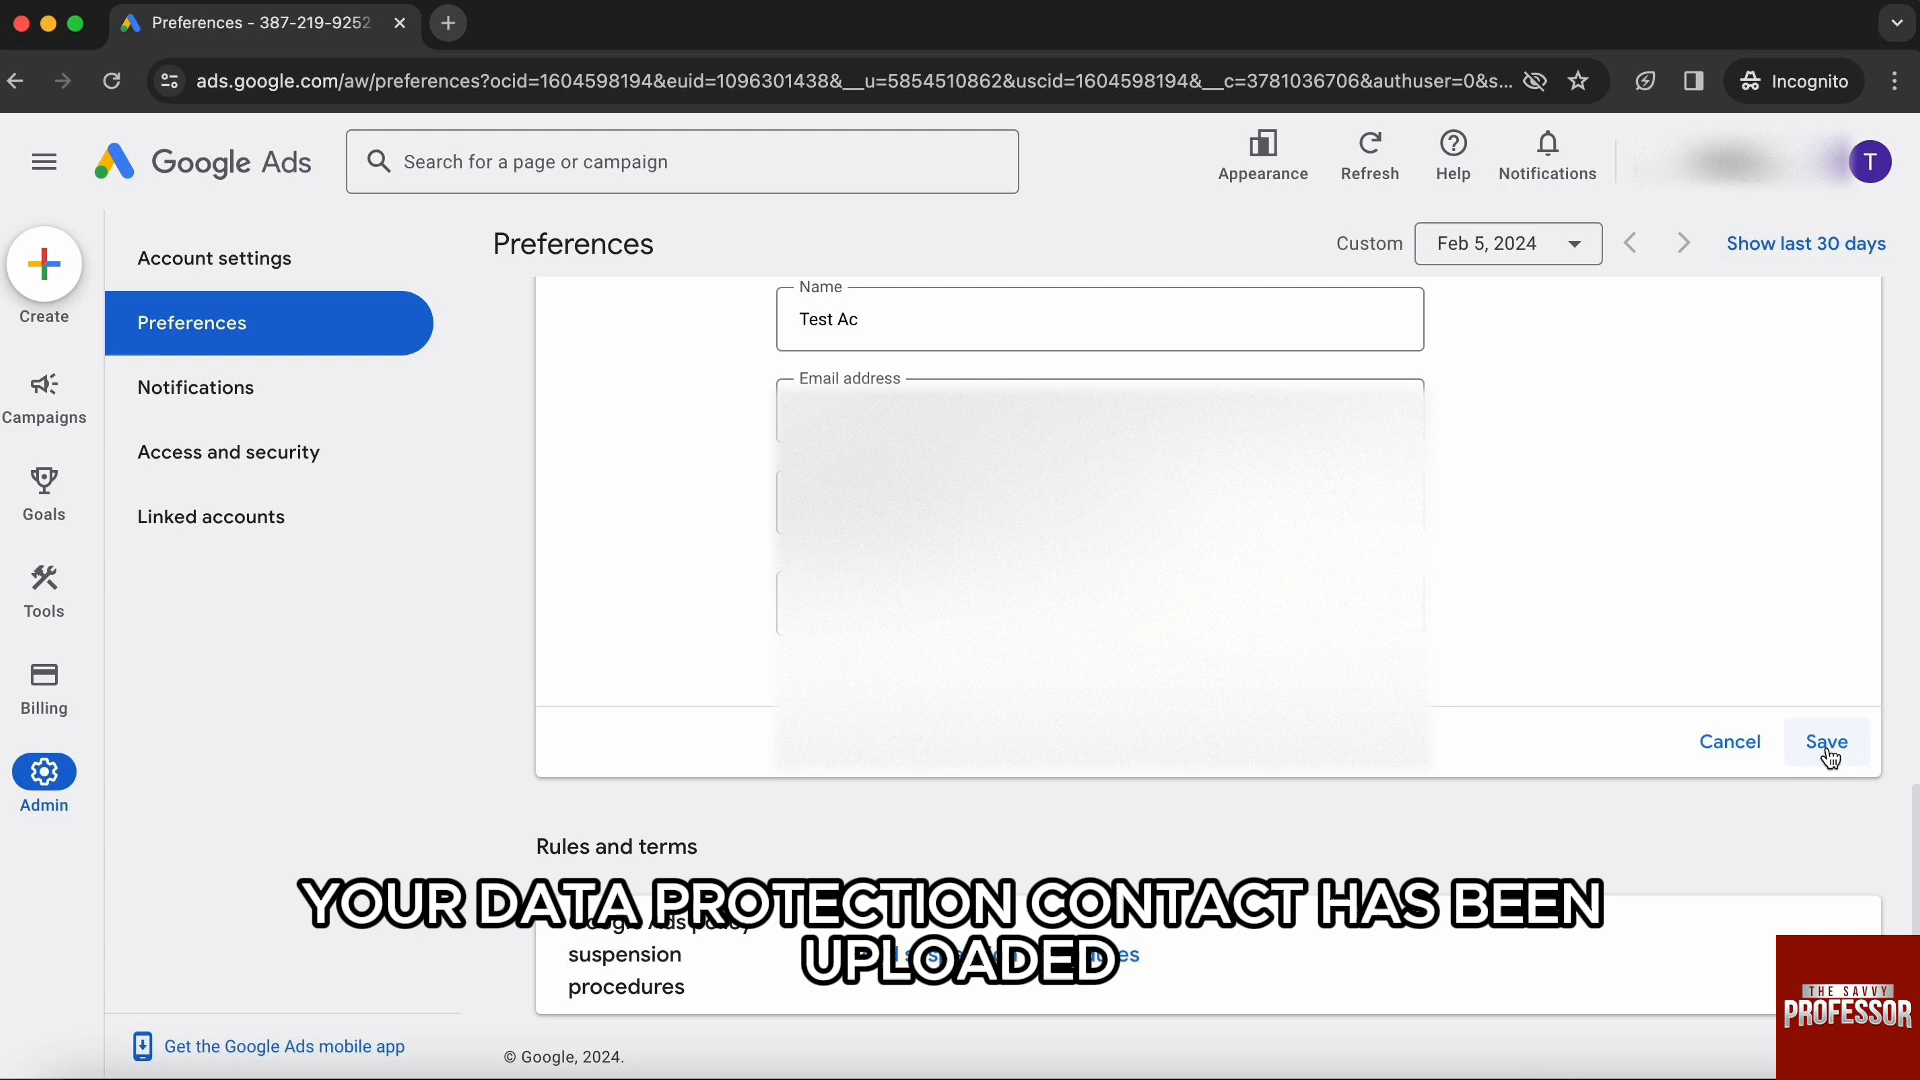 Preferences - 387-219-9252
ads.google.com/aw/preferences?ocid=1604598194&euid=1096301438&__u=5854510862&uscid=1604598194&__c=3781036706&authuser=0&s...
Incognito
Google Ads
Search for a page or campaign
Appearance
Refresh
Help
Notifications
T
Create
Campaigns
Goals
Tools
Billing
Admin
Account settings
Preferences
Notifications
Access and security
Linked accounts
Get the Google Ads mobile app
Preferences
Custom
Feb 5, 2024
Show last 30 days
Name
Test Ac
Email address
Cancel
Save
Rules and terms
Google Ads policy
suspension
procedures
YOUR DATA PROTECTION CONTACT HAS BEEN
UPLOADED
© Google, 2024.
THE SAVVY
PROFESSOR